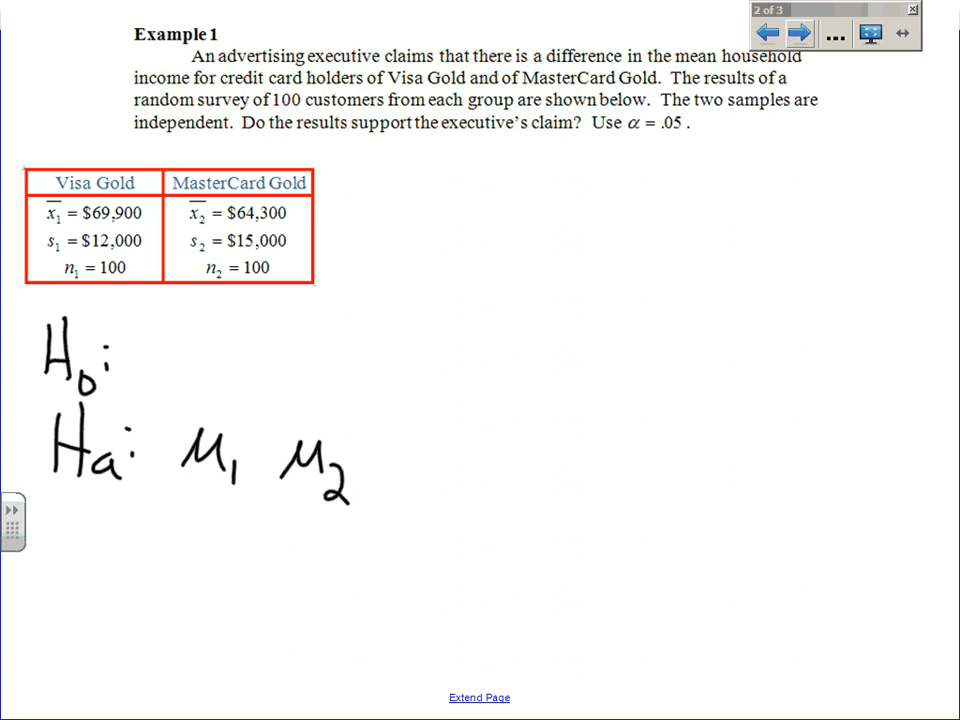 2 of 3
Example 1
An advertising executive claims that there is a difference in the mean household
income for credit card holders of Visa Gold and of MasterCard Gold. The results of a
random survey of 100 customers from each group are shown below. The two samples are
independent. Do the results support the executive's claim? Use α = .05 .
Visa Gold MasterCard Gold
x̄₁ = $69,900 x̄₂ = $64,300
s₁ = $12,000 s₂ = $15,000
n₁ = 100 n₂ = 100
H₀:
Ha: μ₁ μ₂
Extend Page